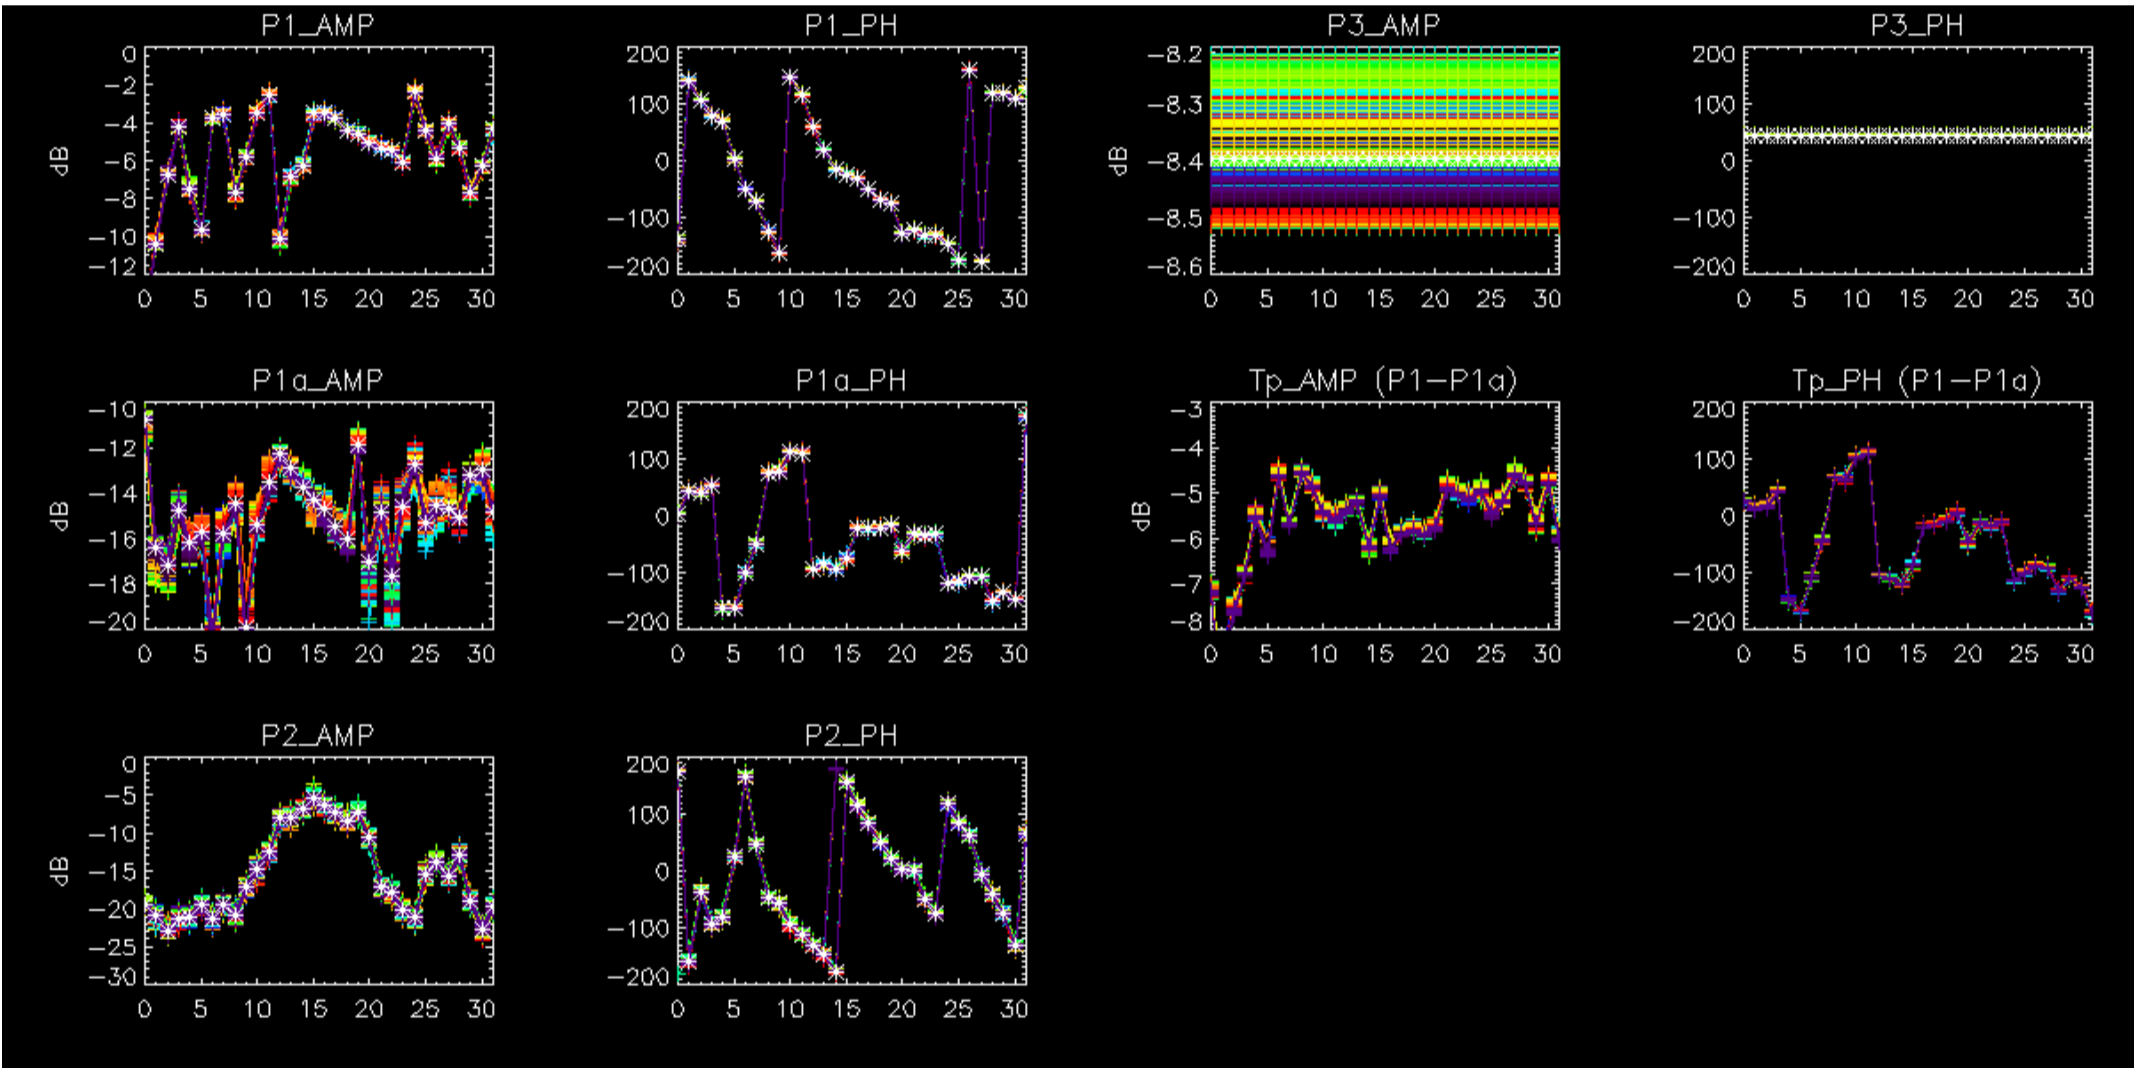 P1_AMP
P1_PH
P3_AMP
P3_PH
0
−2
−4
−6
−8
−10
−12
dB
0 5 10 15 20 25 30
200
100
0
−100
−200
0 5 10 15 20 25 30
−8.2
−8.3
−8.4
−8.5
−8.6
dB
0 5 10 15 20 25 30
200
100
0
−100
−200
0 5 10 15 20 25 30
P1a_AMP
P1a_PH
Tp_AMP (P1−P1a)
Tp_PH (P1−P1a)
−10
−12
−14
−16
−18
−20
dB
0 5 10 15 20 25 30
200
100
0
−100
−200
0 5 10 15 20 25 30
−3
−4
−5
−6
−7
−8
dB
0 5 10 15 20 25 30
200
100
0
−100
−200
0 5 10 15 20 25 30
P2_AMP
P2_PH
0
−5
−10
−15
−20
−25
−30
dB
0 5 10 15 20 25 30
200
100
0
−100
−200
0 5 10 15 20 25 30